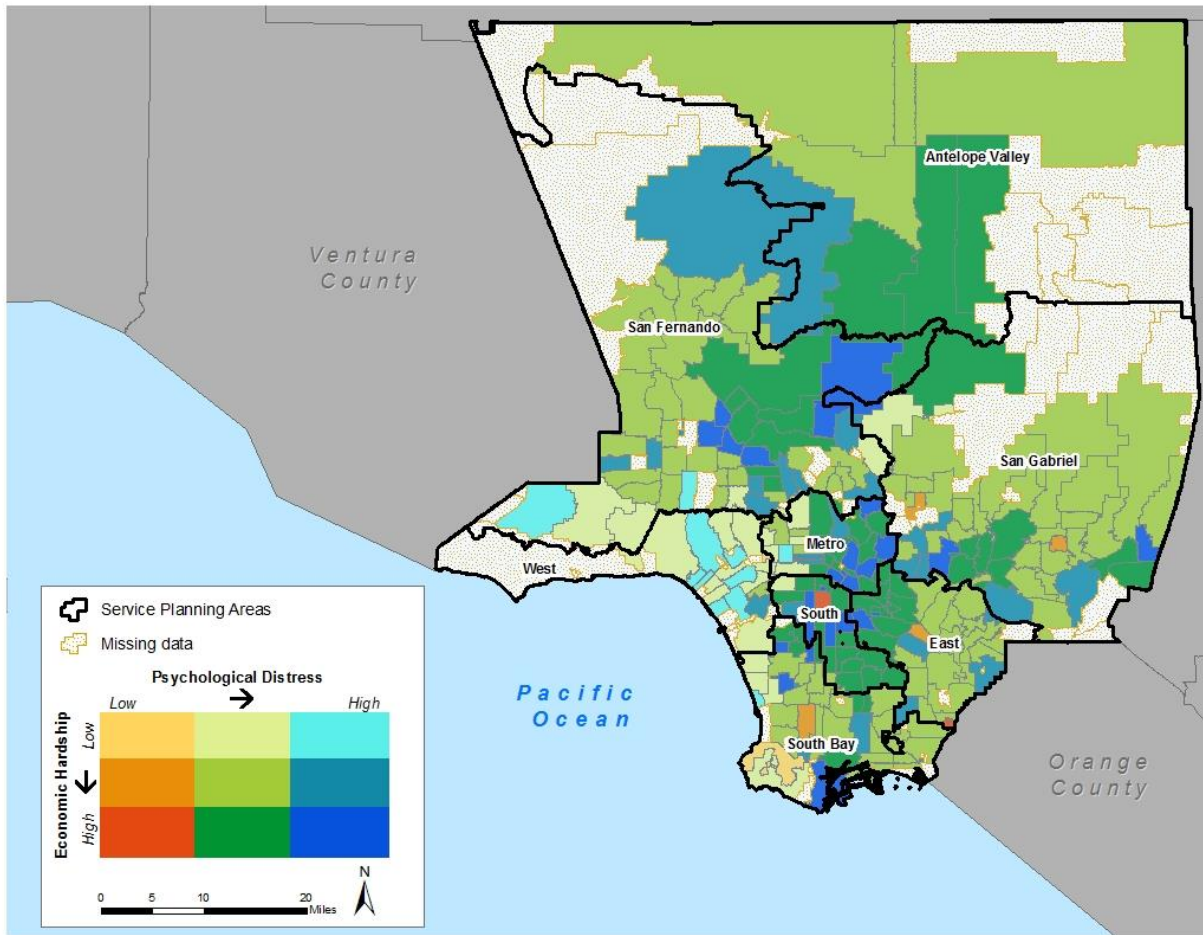 Antelope Valley
Ventura
County
San Fernando
San Gabriel
Metro
West
South
East
Pacific
Ocean
South Bay
Orange
County
Service Planning Areas
Missing data
Psychological Distress
Low
High
Economic Hardship
Low
High
N
0 5 10 20
Miles